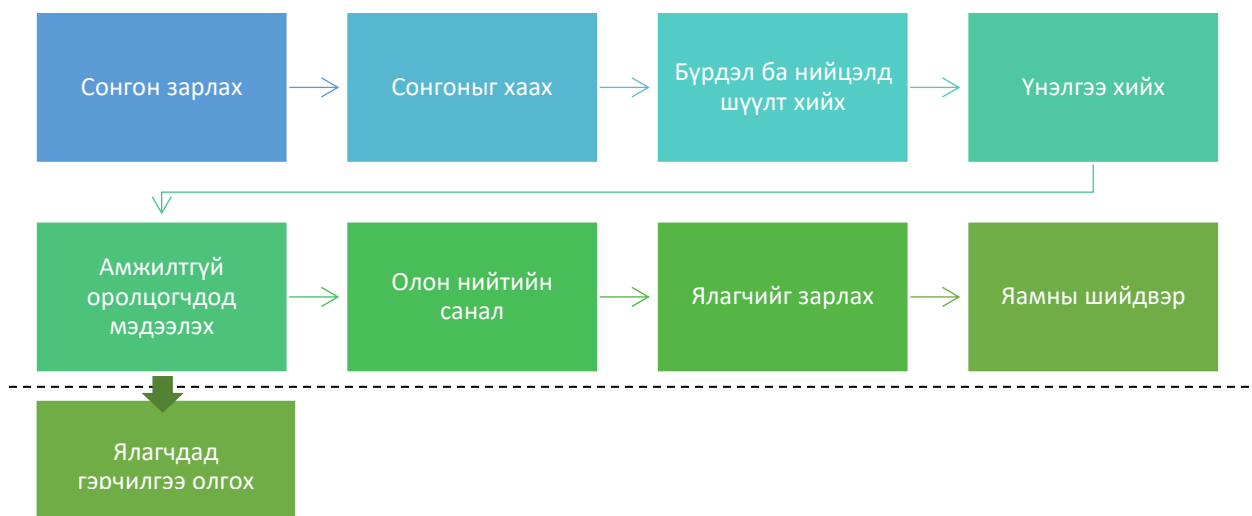 Сонгон зарлах
Сонгоныг хаах
Бүрдэл ба нийцэлд
шүүлт хийх
Үнэлгээ хийх
Амжилтгүй
оролцогчдод
мэдээлэх
Олон нийтийн
санал
Ялагчийг зарлах
Яамны шийдвэр
Ялагчдад
гэрчилгээ олгох